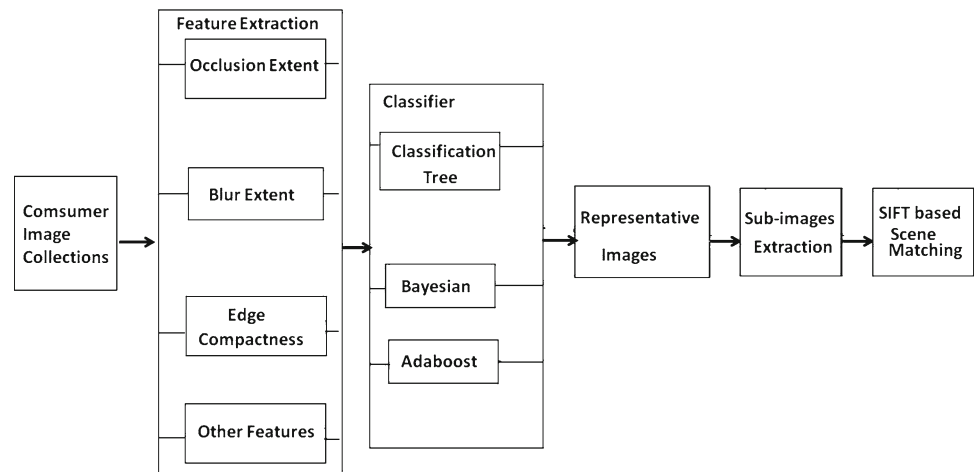 Feature Extraction
Occlusion Extent
Blur Extent
Edge
Compactness
Other Features
Comsumer
Image
Collections
Classifier
Classification
Tree
Bayesian
Adaboost
Representative
Images
Sub-images
Extraction
SIFT based
Scene
Matching